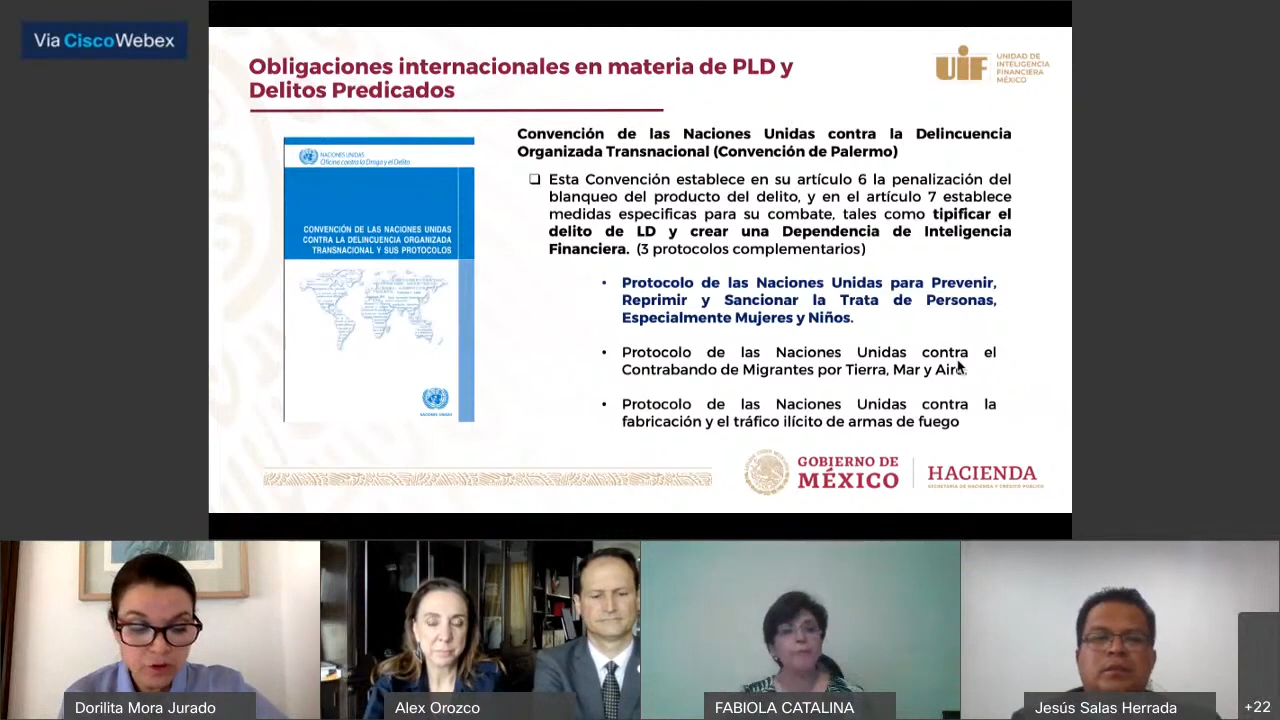 Vía CiscoWebex
Obligaciones internacionales en materia de PLD y
Delitos Predicados
UIF
UNIDAD DE
INTELIGENCIA
FINANCIERA
MÉXICO
NACIONES UNIDAS
Oficina contra la Droga y el Delito
CONVENCIÓN DE LAS NACIONES UNIDAS
CONTRA LA DELINCUENCIA ORGANIZADA
TRANSNACIONAL Y SUS PROTOCOLOS
NACIONES UNIDAS
Convención de las Naciones Unidas contra la Delincuencia
Organizada Transnacional (Convención de Palermo)
❑ Esta Convención establece en su artículo 6 la penalización del
blanqueo del producto del delito, y en el artículo 7 establece
medidas especificas para su combate, tales como tipificar el
delito de LD y crear una Dependencia de Inteligencia
Financiera. (3 protocolos complementarios)
• Protocolo de las Naciones Unidas para Prevenir,
Reprimir y Sancionar la Trata de Personas,
Especialmente Mujeres y Niños.
• Protocolo de las Naciones Unidas contra el
Contrabando de Migrantes por Tierra, Mar y Aire.
• Protocolo de las Naciones Unidas contra la
fabricación y el tráfico ilícito de armas de fuego
GOBIERNO DE
MÉXICO
HACIENDA
SECRETARÍA DE HACIENDA Y CRÉDITO PÚBLICO
Dorilita Mora Jurado
Alex Orozco
FABIOLA CATALINA
Jesús Salas Herrada
+22